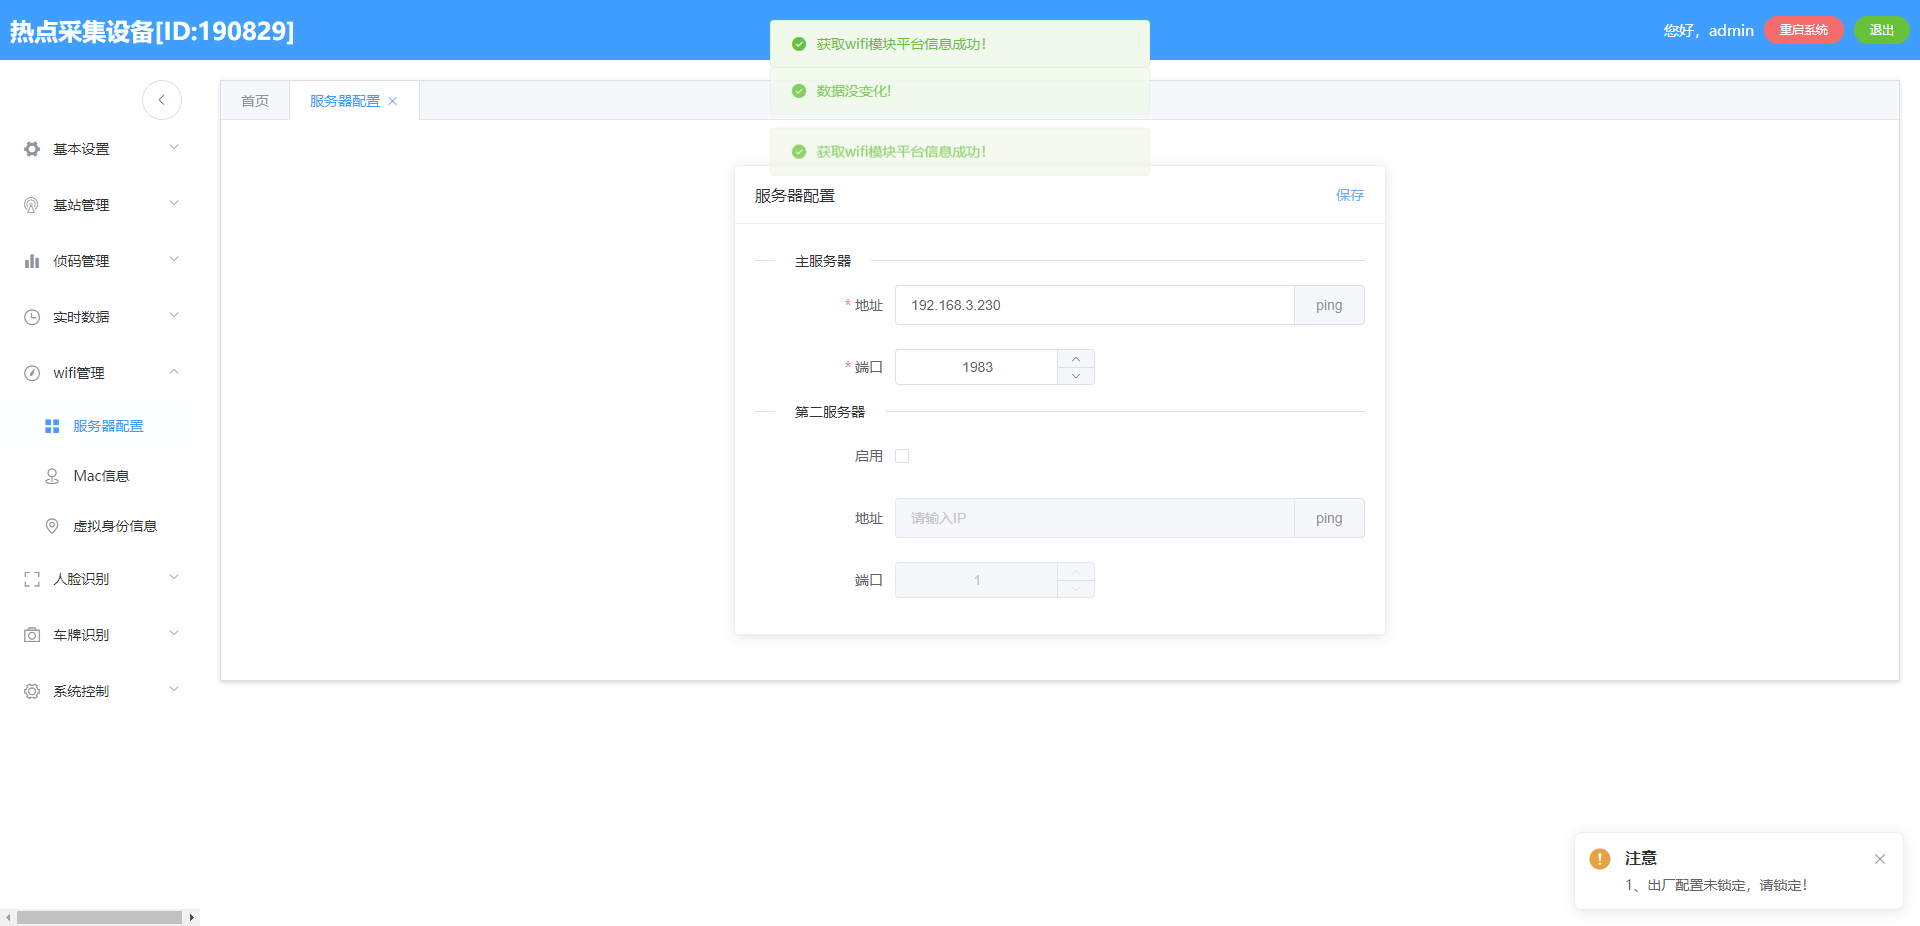 热点采集设备[ID:190829]
您好，admin
重启系统
退出
获取wifi模块平台信息成功!
数据没变化!
获取wifi模块平台信息成功!
首页
服务器配置
基本设置
基站管理
侦码管理
实时数据
wifi管理
服务器配置
Mac信息
虚拟身份信息
人脸识别
车牌识别
系统控制
服务器配置
保存
主服务器
* 地址
192.168.3.230
ping
* 端口
1983
第二服务器
启用
地址
请输入IP
ping
端口
1
注意
1、出厂配置未锁定，请锁定!